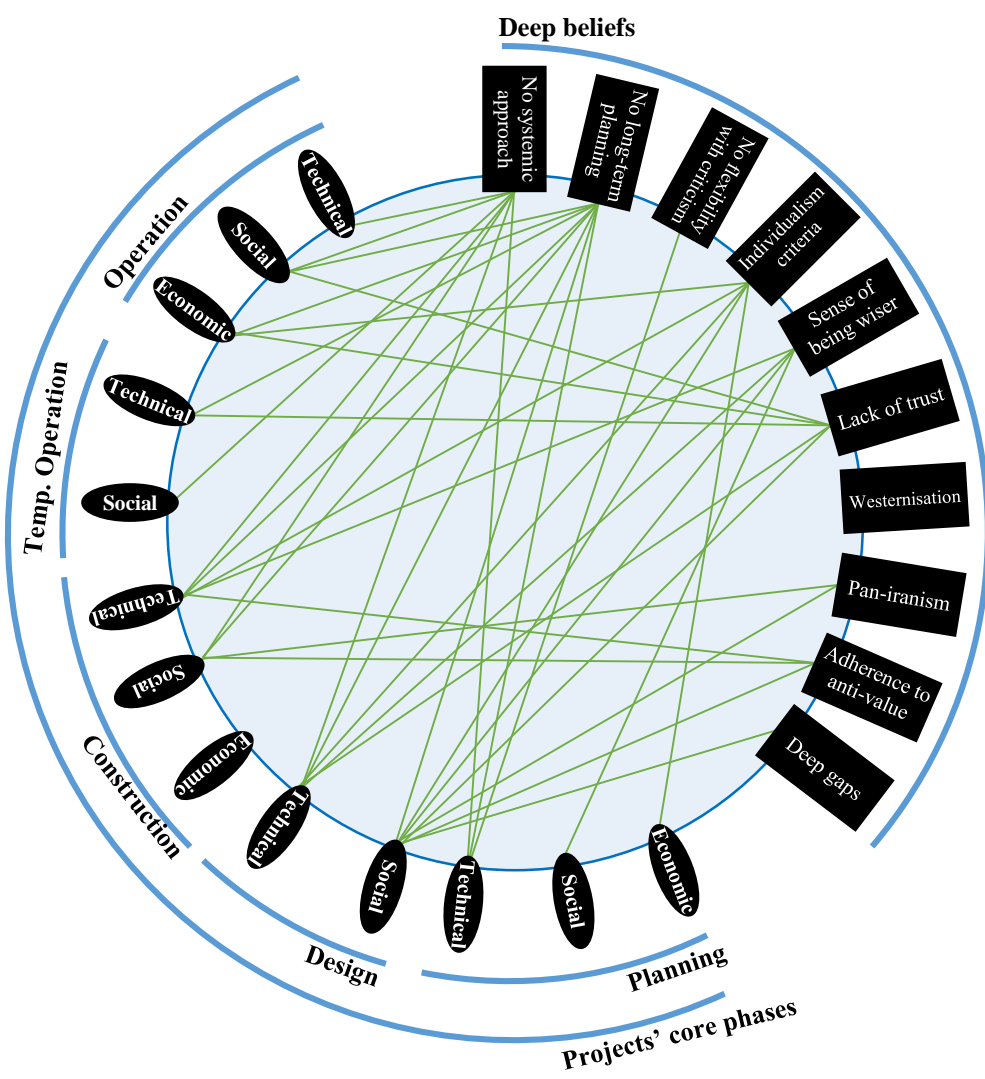 Deep beliefs
No systemic
approach
No long-term
planning
No flexibility
with criticism
Individualism
criteria
Sense of
being wiser
Lack of trust
Westernisation
Pan-iranism
Adherence to
anti-value
Deep gaps
Economic
Social
Technical
Planning
Social
Technical
Design
Economic
Social
Technical
Construction
Social
Technical
Temp. Operation
Economic
Social
Technical
Operation
Projects’ core phases